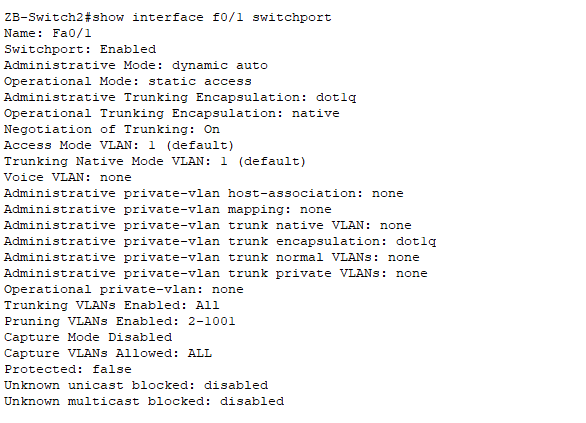 ZB-Switch2#show interface f0/1 switchport
Name: Fa0/1
Switchport: Enabled
Administrative Mode: dynamic auto
Operational Mode: static access
Administrative Trunking Encapsulation: dot1q
Operational Trunking Encapsulation: native
Negotiation of Trunking: On
Access Mode VLAN: 1 (default)
Trunking Native Mode VLAN: 1 (default)
Voice VLAN: none
Administrative private-vlan host-association: none
Administrative private-vlan mapping: none
Administrative private-vlan trunk native VLAN: none
Administrative private-vlan trunk encapsulation: dot1q
Administrative private-vlan trunk normal VLANs: none
Administrative private-vlan trunk private VLANs: none
Operational private-vlan: none
Trunking VLANs Enabled: All
Pruning VLANs Enabled: 2-1001
Capture Mode Disabled
Capture VLANs Allowed: ALL
Protected: false
Unknown unicast blocked: disabled
Unknown multicast blocked: disabled